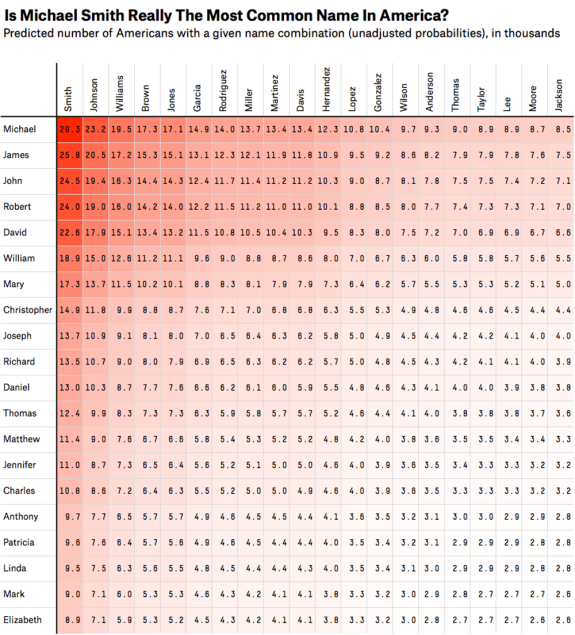 Is Michael Smith Really The Most Common Name In America?
Predicted number of Americans with a given name combination (unadjusted probabilities), in thousands
Smith Johnson Williams Brown Jones Garcia Rodriguez Miller Martinez Davis Hernandez Lopez Gonzalez Wilson Anderson Thomas Taylor Lee Moore Jackson
Michael 29.3 23.2 19.5 17.3 17.1 14.9 14.0 13.7 13.4 13.4 12.3 10.8 10.4 9.7 9.3 9.0 8.9 8.9 8.7 8.5
James 25.8 20.5 17.2 15.3 15.1 13.1 12.3 12.1 11.9 11.8 10.9 9.5 9.2 8.6 8.2 7.9 7.9 7.8 7.6 7.5
John 24.5 19.4 16.3 14.4 14.3 12.4 11.7 11.4 11.2 11.2 10.3 9.0 8.7 8.1 7.8 7.5 7.5 7.4 7.2 7.1
Robert 24.0 19.0 16.0 14.2 14.0 12.2 11.5 11.2 11.0 11.0 10.1 8.8 8.5 8.0 7.7 7.4 7.3 7.3 7.1 7.0
David 22.6 17.9 15.1 13.4 13.2 11.5 10.8 10.5 10.4 10.3 9.5 8.3 8.0 7.5 7.2 7.0 6.9 6.9 6.7 6.6
William 18.9 15.0 12.6 11.2 11.1 9.6 9.0 8.8 8.7 8.6 8.0 7.0 6.7 6.3 6.0 5.8 5.8 5.7 5.6 5.5
Mary 17.3 13.7 11.5 10.2 10.1 8.8 8.3 8.1 7.9 7.9 7.3 6.4 6.2 5.7 5.5 5.3 5.3 5.2 5.1 5.0
Christopher 14.9 11.8 9.9 8.8 8.7 7.6 7.1 7.0 6.8 6.8 6.3 5.5 5.3 4.9 4.8 4.6 4.6 4.5 4.4 4.4
Joseph 13.7 10.9 9.1 8.1 8.0 7.0 6.5 6.4 6.3 6.2 5.8 5.0 4.9 4.5 4.4 4.2 4.2 4.1 4.0 4.0
Richard 13.5 10.7 9.0 8.0 7.9 6.9 6.5 6.3 6.2 6.2 5.7 5.0 4.8 4.5 4.3 4.2 4.1 4.1 4.0 3.9
Daniel 13.0 10.3 8.7 7.7 7.6 6.6 6.2 6.1 6.0 5.9 5.5 4.8 4.6 4.3 4.1 4.0 4.0 3.9 3.8 3.8
Thomas 12.4 9.9 8.3 7.3 7.3 6.3 5.9 5.8 5.7 5.7 5.2 4.6 4.4 4.1 4.0 3.8 3.8 3.8 3.7 3.6
Matthew 11.4 9.0 7.6 6.7 6.6 5.8 5.4 5.3 5.2 5.2 4.8 4.2 4.0 3.8 3.6 3.5 3.5 3.4 3.4 3.3
Jennifer 11.0 8.7 7.3 6.5 6.4 5.6 5.2 5.1 5.0 5.0 4.6 4.0 3.9 3.6 3.5 3.4 3.3 3.3 3.2 3.2
Charles 10.8 8.6 7.2 6.4 6.3 5.5 5.2 5.0 5.0 4.9 4.6 4.0 3.9 3.6 3.5 3.3 3.3 3.3 3.2 3.2
Anthony 9.7 7.7 6.5 5.7 5.7 4.9 4.6 4.5 4.5 4.4 4.1 3.6 3.5 3.2 3.1 3.0 3.0 2.9 2.9 2.8
Patricia 9.6 7.6 6.4 5.7 5.6 4.9 4.6 4.5 4.4 4.4 4.0 3.5 3.4 3.2 3.1 2.9 2.9 2.9 2.8 2.8
Linda 9.5 7.5 6.3 5.6 5.5 4.8 4.5 4.4 4.4 4.3 4.0 3.5 3.4 3.1 3.0 2.9 2.9 2.9 2.8 2.8
Mark 9.0 7.1 6.0 5.3 5.3 4.6 4.3 4.2 4.1 4.1 3.8 3.3 3.2 3.0 2.9 2.8 2.7 2.7 2.7 2.6
Elizabeth 8.9 7.1 5.9 5.3 5.2 4.5 4.3 4.2 4.1 4.1 3.8 3.3 3.2 3.0 2.8 2.7 2.7 2.7 2.6 2.6